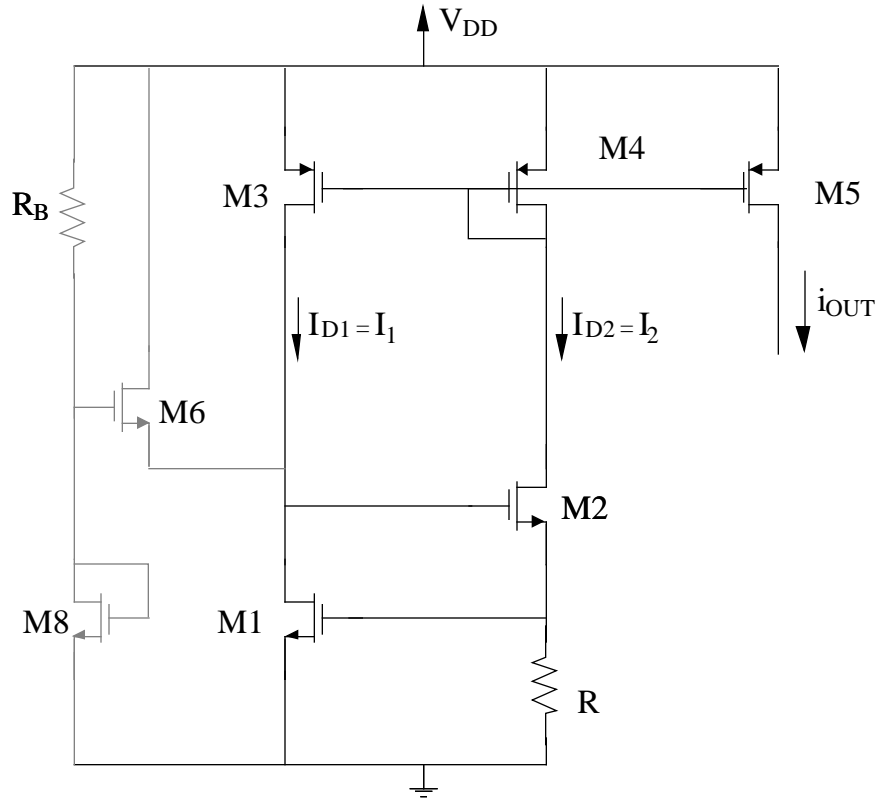 V_DD
M4
R_B
M3
M5
I_D1 = I_1
I_D2 = I_2
i_OUT
M6
M2
M8
M1
R